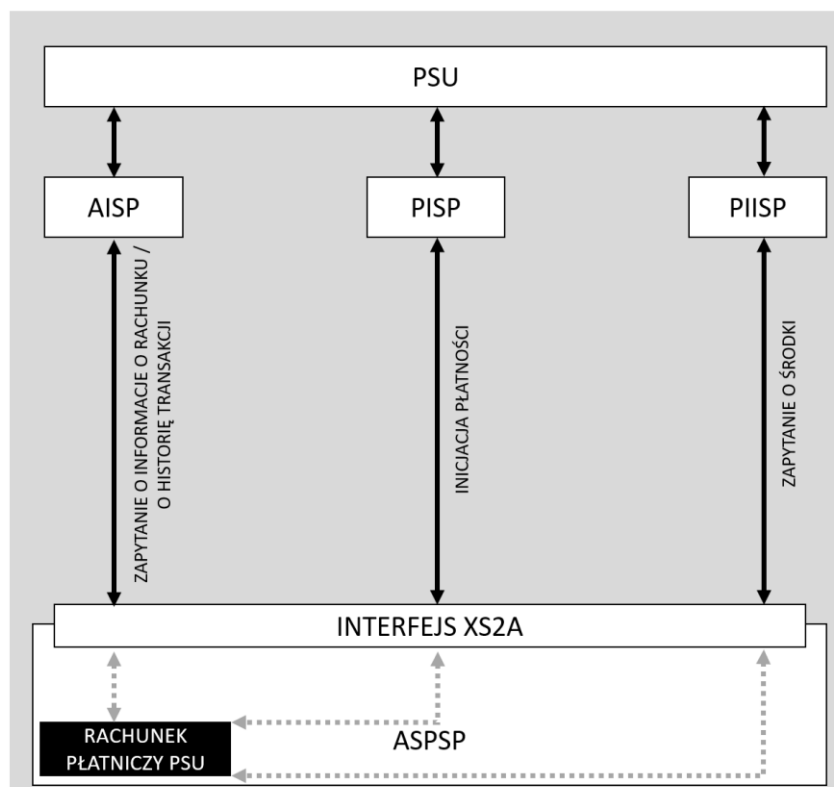 PSU
AISP
PISP
PIISP
ZAPYTANIE O INFORMACJE O RACHUNKU /
O HISTORIĘ TRANSAKCJI
INICJACJA PŁATNOŚCI
ZAPYTANIE O ŚRODKI
INTERFEJS XS2A
RACHUNEK
PŁATNICZY PSU
ASPSP